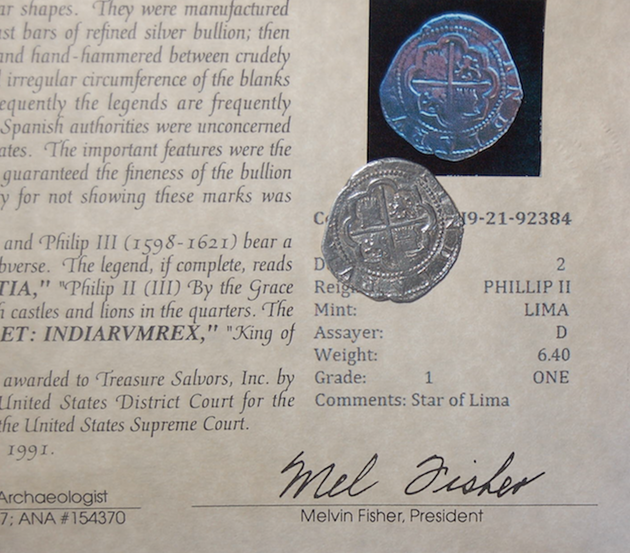 ar shapes. They were manufactured
ast bars of refined silver bullion; then
and hand-hammered between crudely
irregular circumference of the blanks
equently the legends are frequently
Spanish authorities were unconcerned
ates. The important features were the
guaranteed the fineness of the bullion
y for not showing these marks was
and Philip III (1598-1621) bear a
bverse. The legend, if complete, reads
TIA," "Philip II (III) By the Grace
h castles and lions in the quarters. The
ET: INDIARVMREX," "King of
awarded to Treasure Salvors, Inc. by
United States District Court for the
the United States Supreme Court.
1991.
Archaeologist
7; ANA #154370
9-21-92384
2
PHILLIP II
Mint: LIMA
Assayer: D
Weight: 6.40
Grade: 1 ONE
Comments: Star of Lima
Mel Fisher
Melvin Fisher, President